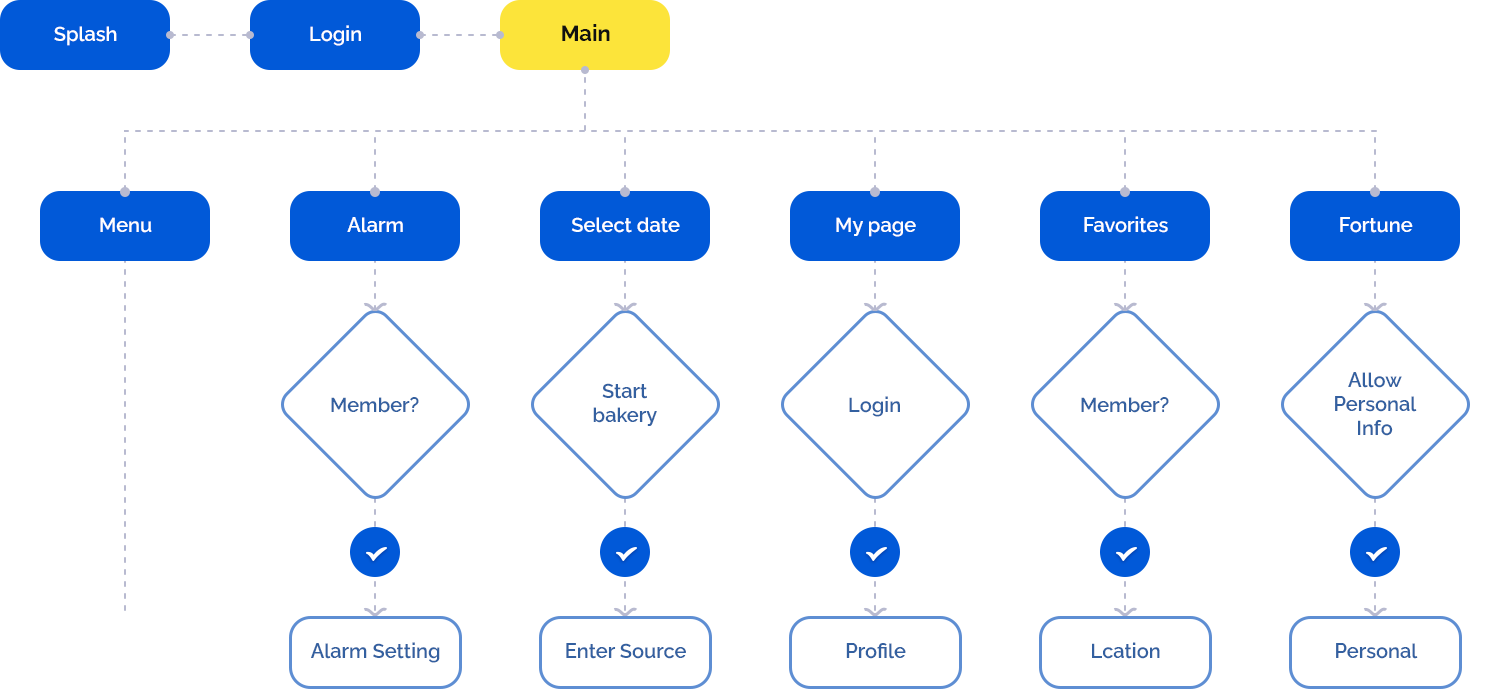 Splash
Login
Main
Menu
Alarm
Select date
My page
Favorites
Fortune
Member?
Start
bakery
Login
Member?
Allow
Personal
Info
Alarm Setting
Enter Source
Profile
Lcation
Personal